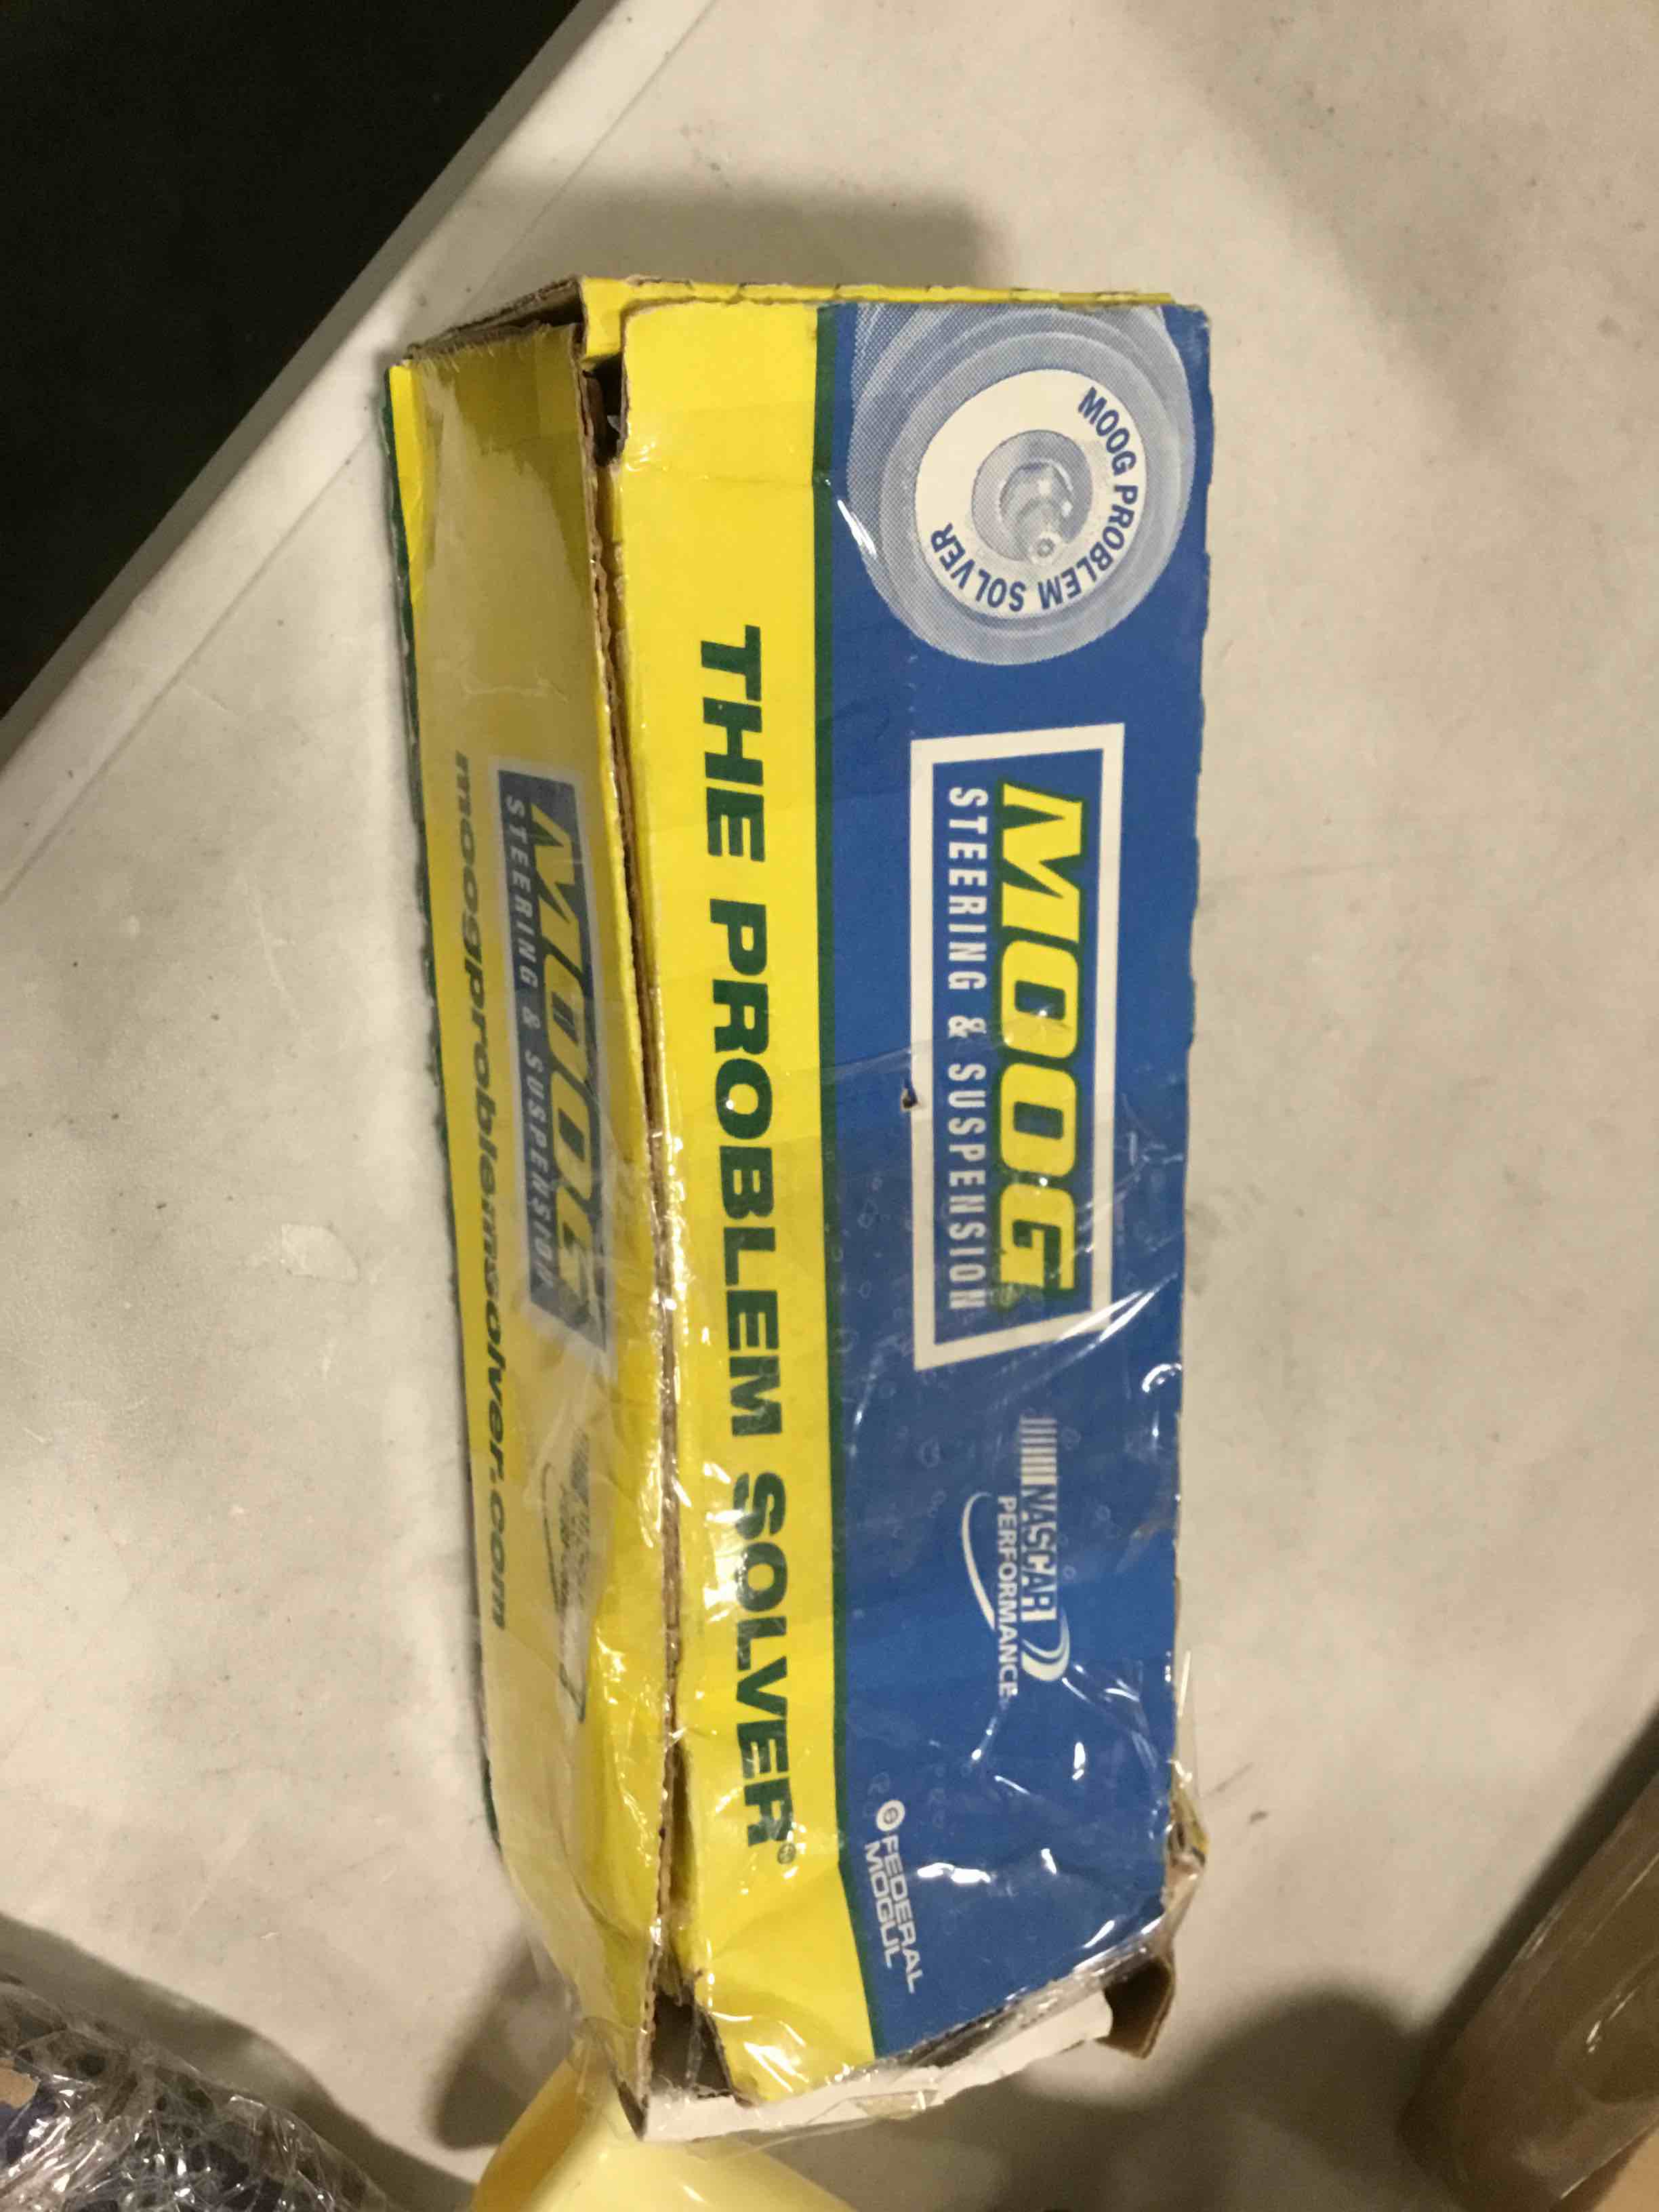 MOOG PROBLEM SOLVER
MOOG
STEERING & SUSPENSION
NASCAR
PERFORMANCE
FEDERAL
MOGUL
THE PROBLEM SOLVER®
MOOG
STEERING & SUSPENSION
moogproblemsolver.com